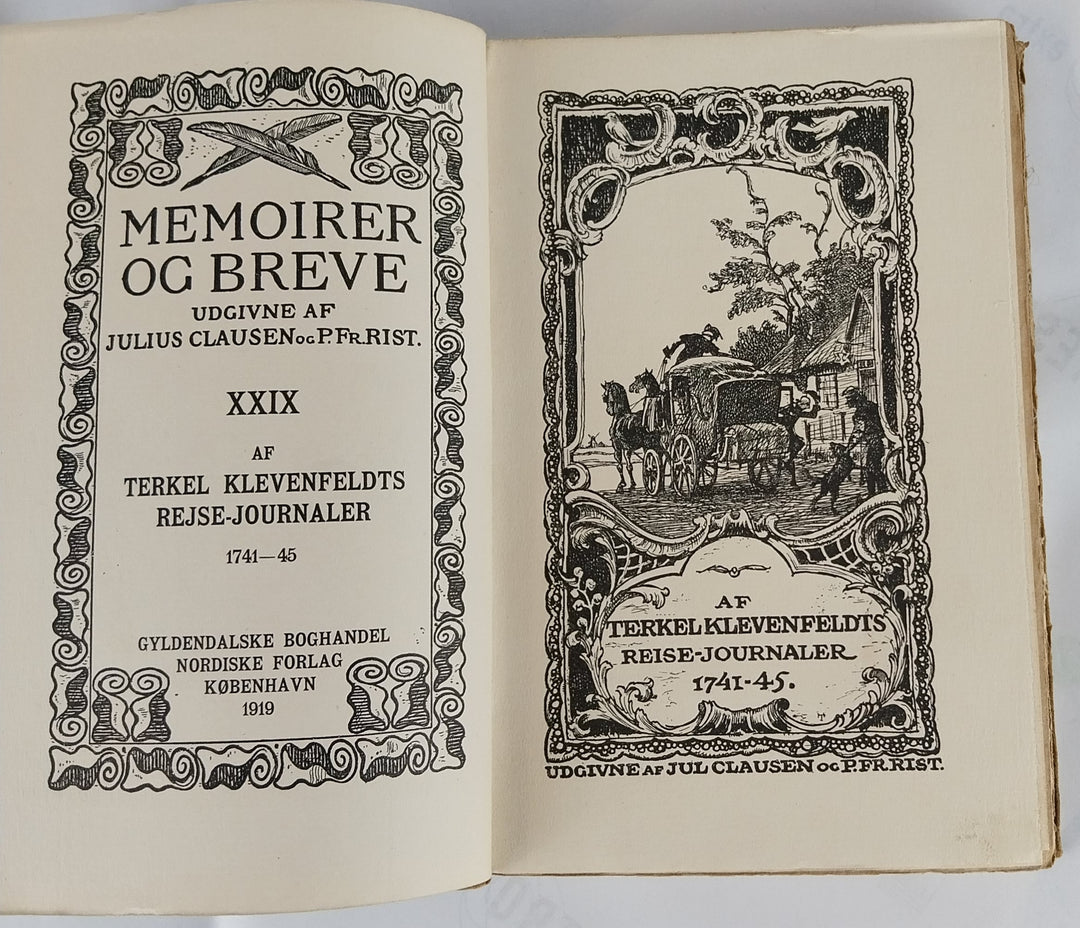 MEMOIRER
OG BREVE
UDGIVNE AF
JULIUS CLAUSEN OG P. FR. RIST.
XXIX
AF
TERKEL KLEVENFELDTS
REJSE-JOURNALER
1741—45
GYLDENDALSKE BOGHANDEL
NORDISKE FORLAG
KØBENHAVN
1919
AF
TERKEL KLEVENFELDTS
REISE-JOURNALER
1741-45.
UDGIVNE AF JUL CLAUSEN OG P. FR. RIST.